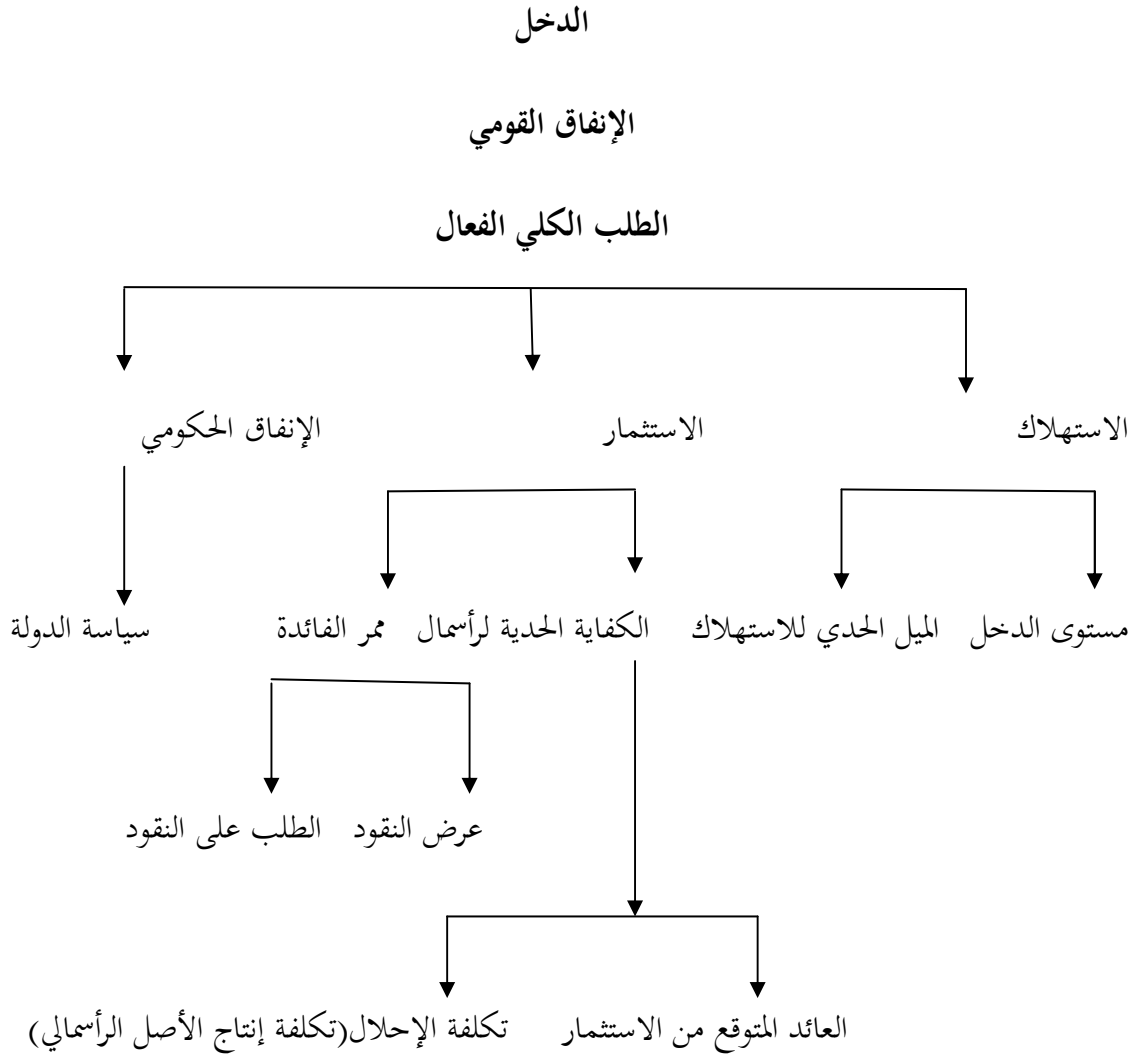 الدخل
الإنفاق القومي
الطلب الكلي الفعال
الاستهلاك الاستثمار الإنفاق الحكومي
مستوى الدخل الميل الحدي للاستهلاك الكفاية الحدية لرأسمال ممر الفائدة سياسة الدولة
عرض النقود الطلب على النقود
العائد المتوقع من الاستثمار تكلفة الإحلال(تكلفة إنتاج الأصل الرأسمالي)